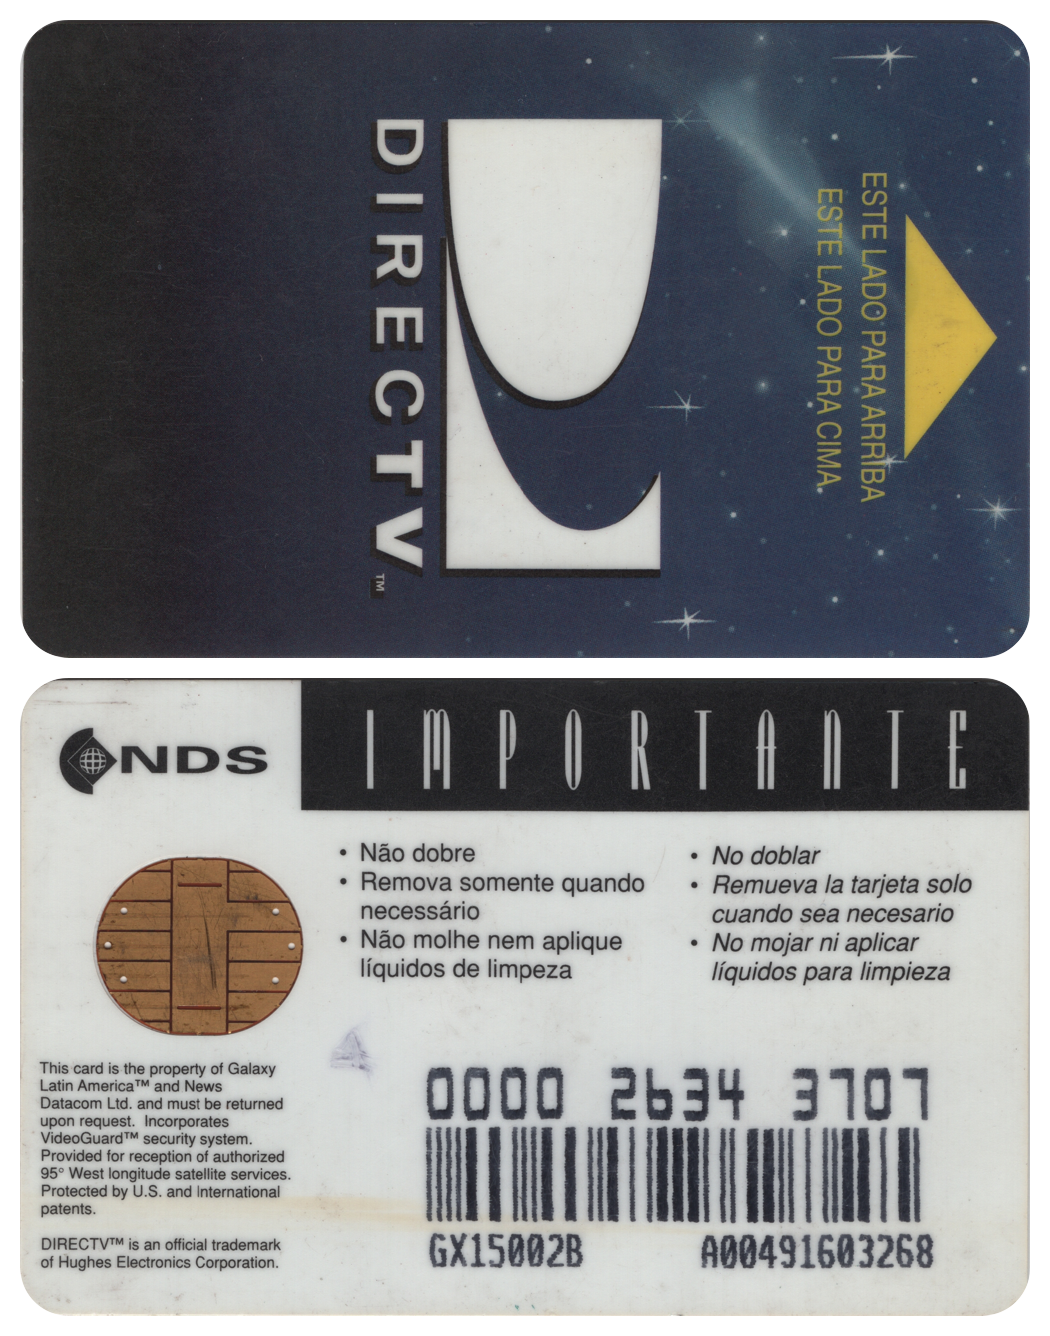 ESTE LADO PARA ARRIBA
ESTE LADO PARA CIMA
DIRECTV™
NDS
IMPORTANTE
• Não dobre
• Remova somente quando
necessário
• Não molhe nem aplique
líquidos de limpeza
• No doblar
• Remueva la tarjeta solo
cuando sea necesario
• No mojar ni aplicar
líquidos para limpieza
This card is the property of Galaxy
Latin America™ and News
Datacom Ltd. and must be returned
upon request. Incorporates
VideoGuard™ security system.
Provided for reception of authorized
95° West longitude satellite services.
Protected by U.S. and International
patents.
DIRECTV™ is an official trademark
of Hughes Electronics Corporation.
0000 2634 3707
GX15002B A00491603268